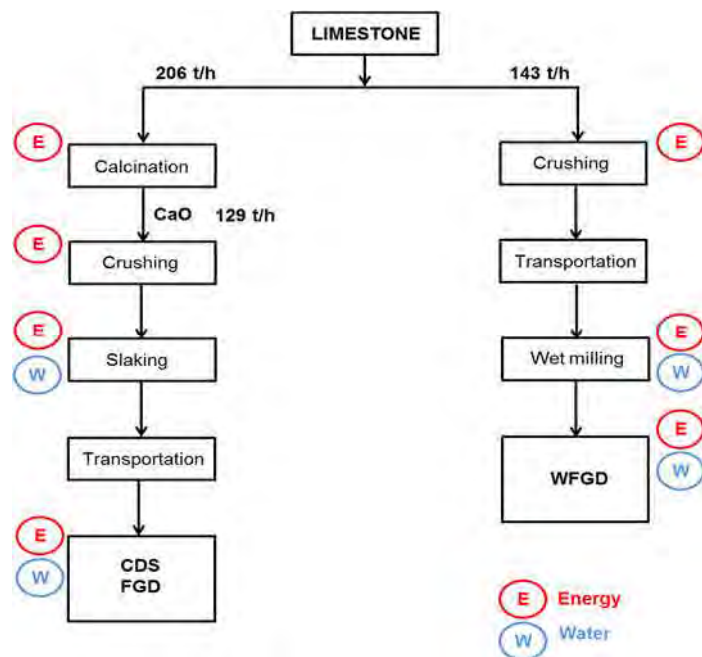 LIMESTONE
206 t/h
143 t/h
E
Calcination
Crushing
E
CaO 129 t/h
E
Crushing
Transportation
E
W
Slaking
Wet milling
E
W
Transportation
E
W
WFGD
E
W
CDS
FGD
E Energy
W Water